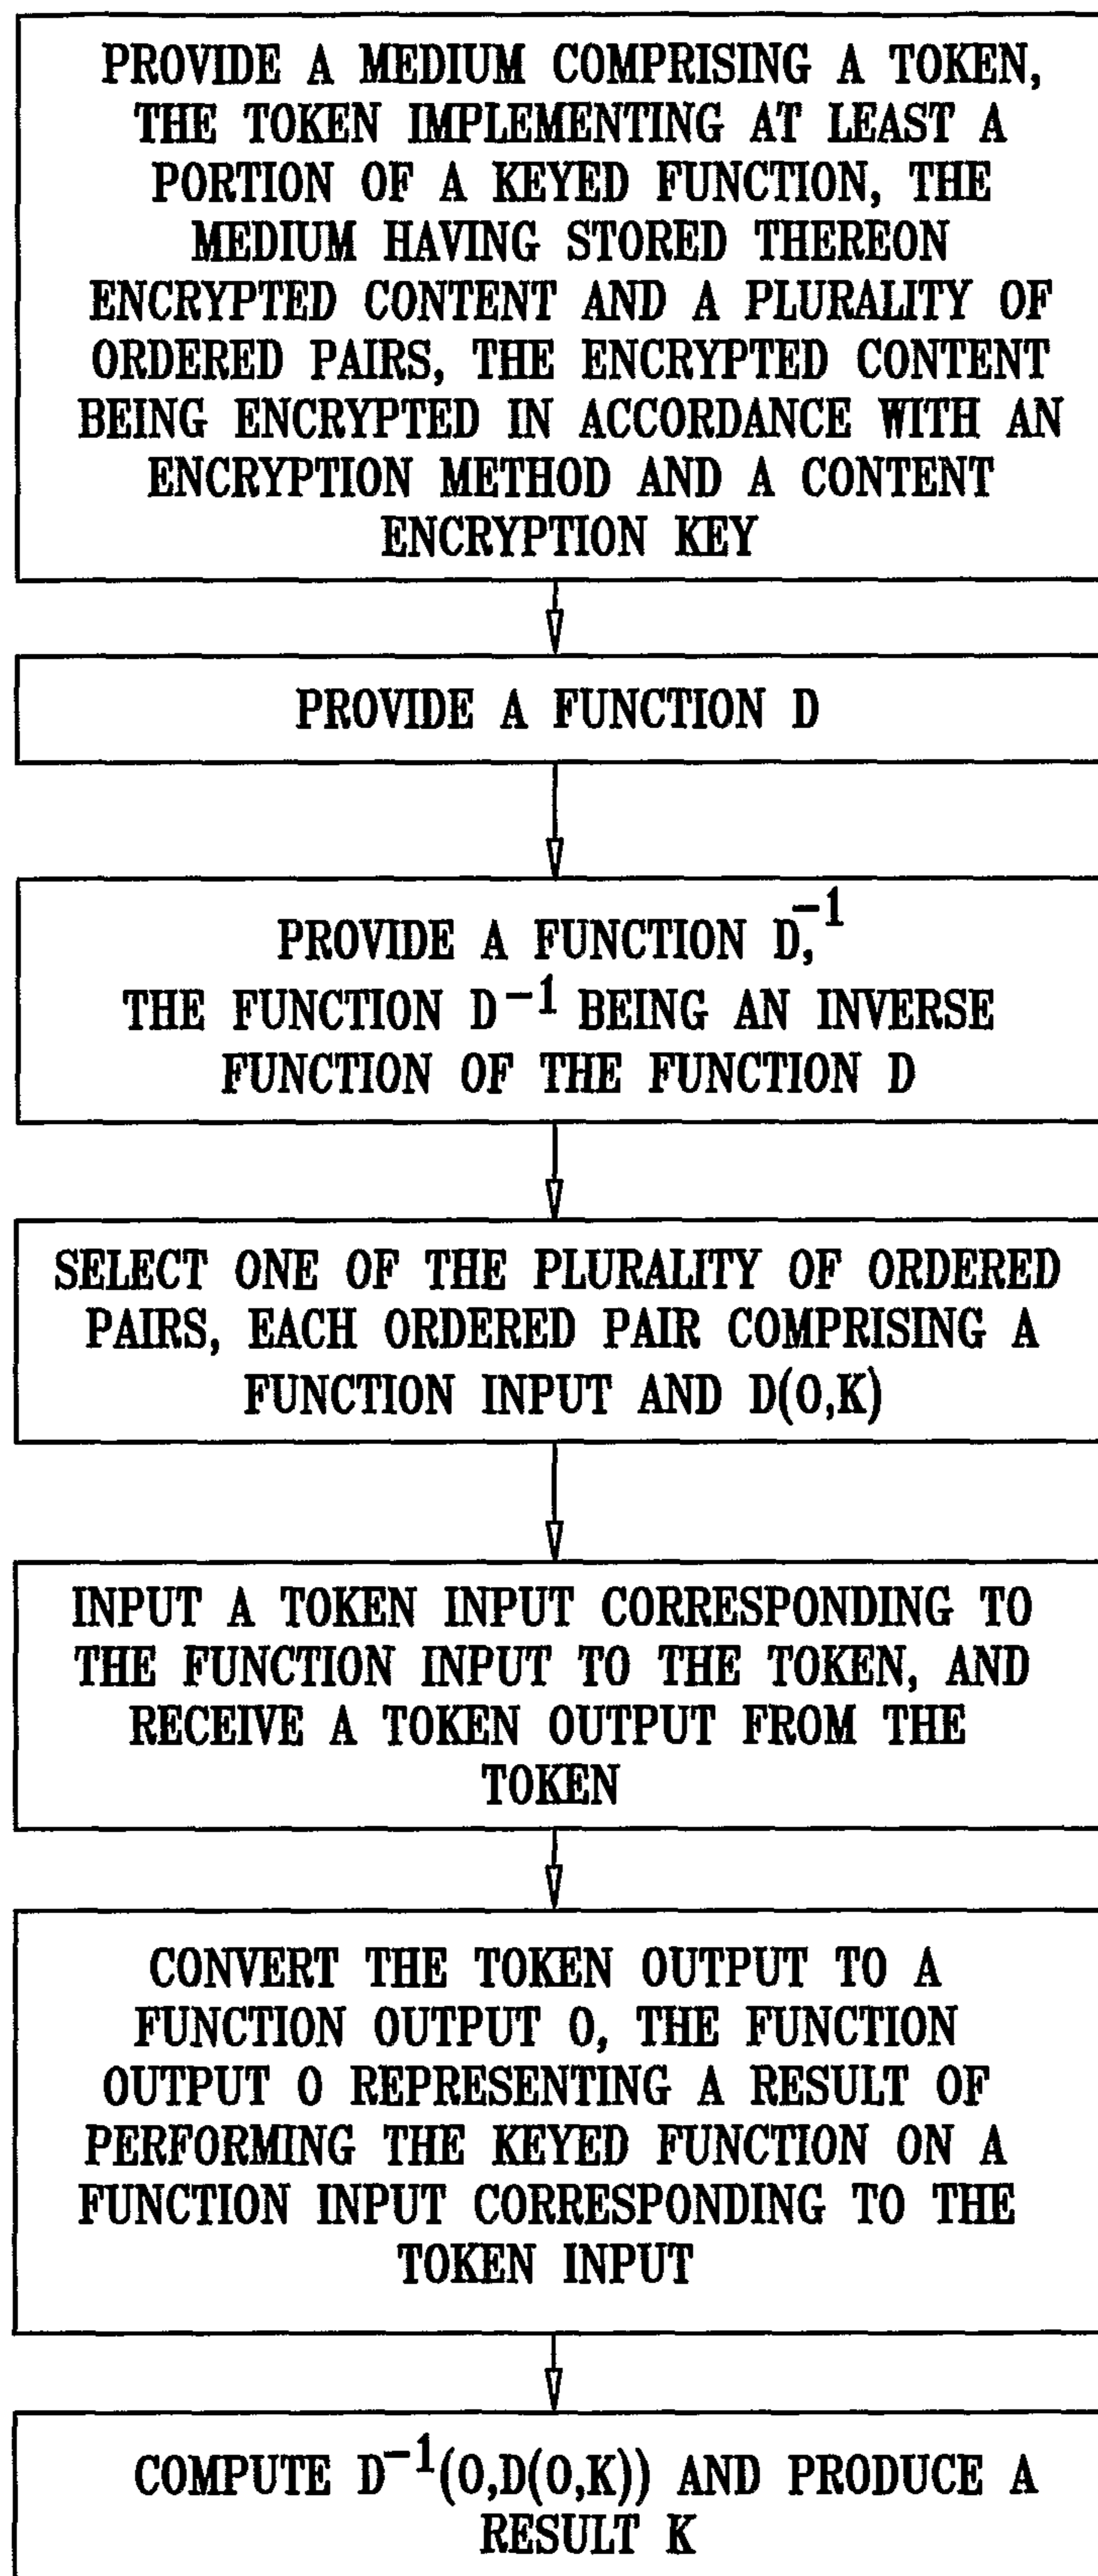 PROVIDE A MEDIUM COMPRISING A TOKEN,
THE TOKEN IMPLEMENTING AT LEAST A
PORTION OF A KEYED FUNCTION, THE
MEDIUM HAVING STORED THEREON
ENCRYPTED CONTENT AND A PLURALITY OF
ORDERED PAIRS, THE ENCRYPTED CONTENT
BEING ENCRYPTED IN ACCORDANCE WITH AN
ENCRYPTION METHOD AND A CONTENT
ENCRYPTION KEY
PROVIDE A FUNCTION D
PROVIDE A FUNCTION D⁻¹,
THE FUNCTION D⁻¹ BEING AN INVERSE
FUNCTION OF THE FUNCTION D
SELECT ONE OF THE PLURALITY OF ORDERED
PAIRS, EACH ORDERED PAIR COMPRISING A
FUNCTION INPUT AND D(O,K)
INPUT A TOKEN INPUT CORRESPONDING TO
THE FUNCTION INPUT TO THE TOKEN, AND
RECEIVE A TOKEN OUTPUT FROM THE
TOKEN
CONVERT THE TOKEN OUTPUT TO A
FUNCTION OUTPUT O, THE FUNCTION
OUTPUT O REPRESENTING A RESULT OF
PERFORMING THE KEYED FUNCTION ON A
FUNCTION INPUT CORRESPONDING TO THE
TOKEN INPUT
COMPUTE D⁻¹(O,D(O,K)) AND PRODUCE A
RESULT K